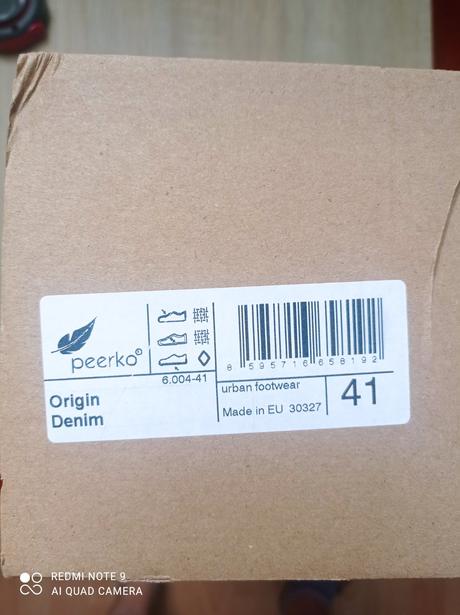 peerko©
6.004-41
Origin
Denim
8 595716 658192
urban footwear
Made in EU 30327
41
REDMI NOTE 9
AI QUAD CAMERA